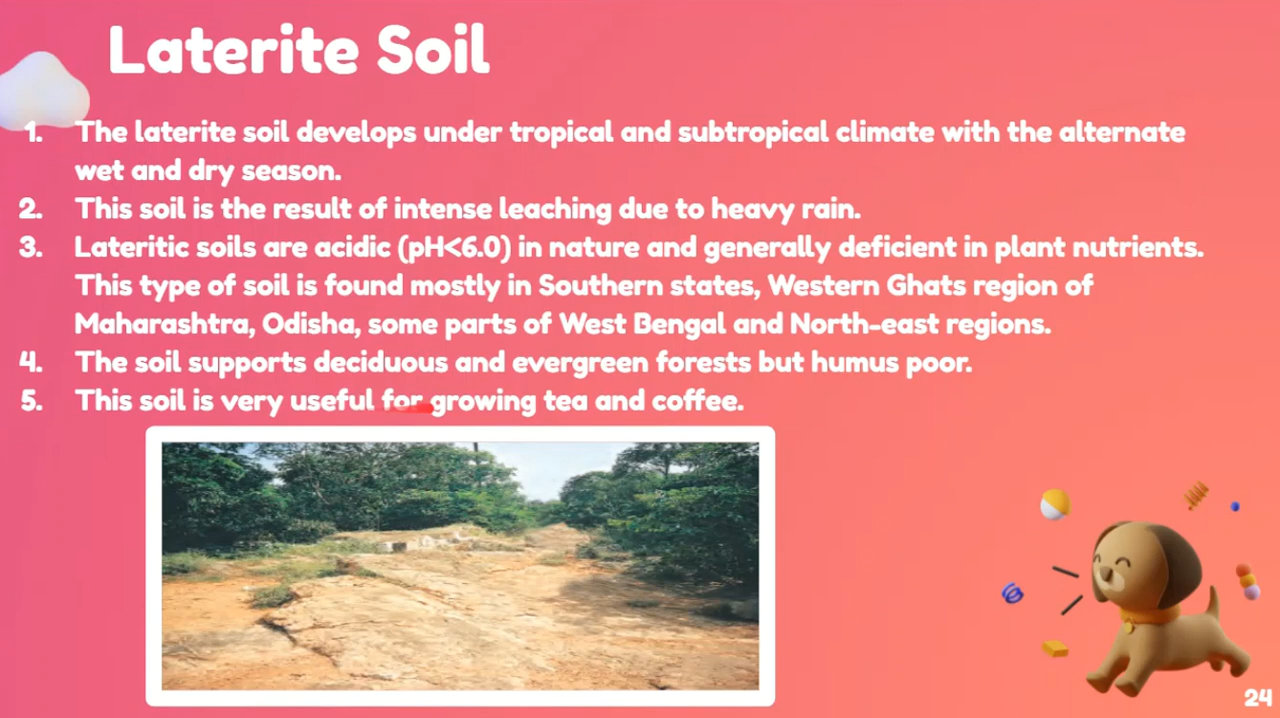 Laterite Soil
1. The laterite soil develops under tropical and subtropical climate with the alternate
wet and dry season.
2. This soil is the result of intense leaching due to heavy rain.
3. Lateritic soils are acidic (pH<6.0) in nature and generally deficient in plant nutrients.
This type of soil is found mostly in Southern states, Western Ghats region of
Maharashtra, Odisha, some parts of West Bengal and North-east regions.
4. The soil supports deciduous and evergreen forests but humus poor.
5. This soil is very useful for growing tea and coffee.
24